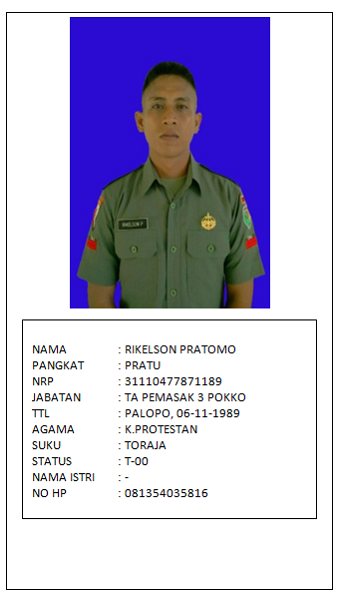 RIKELSON P
NAMA : RIKELSON PRATOMO
PANGKAT : PRATU
NRP : 31110477871189
JABATAN : TA PEMASAK 3 POKKO
TTL : PALOPO, 06-11-1989
AGAMA : K.PROTESTAN
SUKU : TORAJA
STATUS : T-00
NAMA ISTRI : -
NO HP : 081354035816